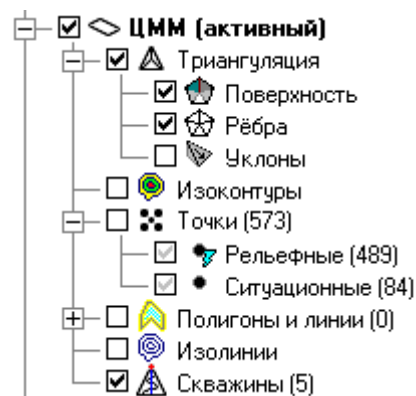 ЦММ (активный)
Триангуляция
Поверхность
Рёбра
Уклоны
Изоконтуры
Точки (573)
Рельефные (489)
Ситуационные (84)
Полигоны и линии (0)
Изолинии
Скважины (5)